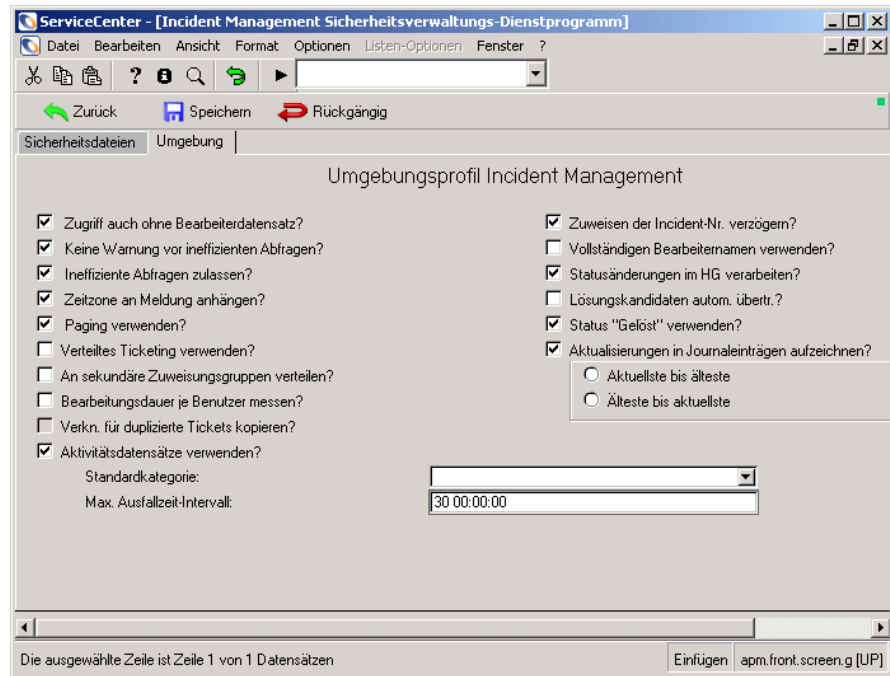 ServiceCenter - [Incident Management Sicherheitsverwaltungs-Dienstprogramm]
Datei Bearbeiten Ansicht Format Optionen Listen-Optionen Fenster ?
Zurück Speichern Rückgängig
Sicherheitsdateien Umgebung
Umgebungsprofil Incident Management
Zugriff auch ohne Bearbeiterdatensatz?
Keine Warnung vor ineffizienten Abfragen?
Ineffiziente Abfragen zulassen?
Zeitzone an Meldung anhängen?
Paging verwenden?
Verteiltes Ticketing verwenden?
An sekundäre Zuweisungsgruppen verteilen?
Bearbeitungsdauer je Benutzer messen?
Verkn. für duplizierte Tickets kopieren?
Aktivitätsdatensätze verwenden?
Standardkategorie:
Max. Ausfallzeit-Intervall: 30 00:00:00
Zuweisen der Incident-Nr. verzögern?
Vollständigen Bearbeiternamen verwenden?
Statusänderungen im HG verarbeiten?
Lösungskandidaten autom. übertr.?
Status "Gelöst" verwenden?
Aktualisierungen in Journaleinträgen aufzeichnen?
Aktuellste bis älteste
Älteste bis aktuellste
Die ausgewählte Zeile ist Zeile 1 von 1 Datensätzen Einfügen apm.front.screen.g [UP]